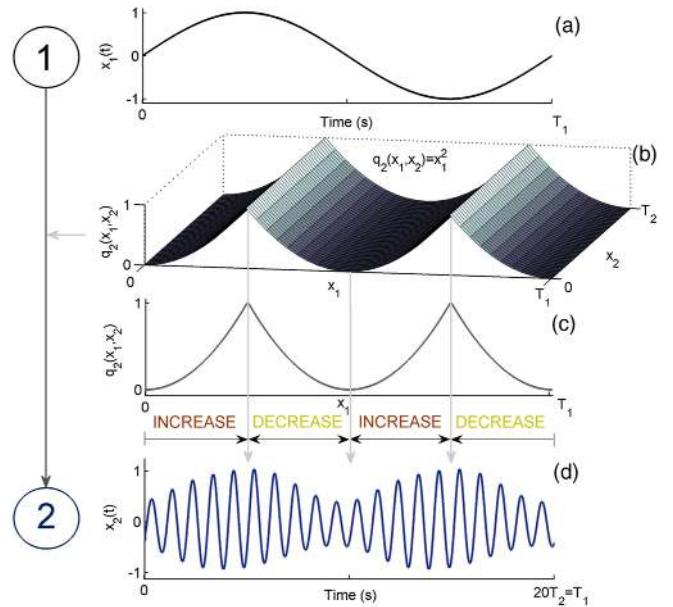 1
(a)
x1(t)
1
0
-1
0
Time (s)
T1
(b)
q2(x1,x2)=x1^2
q2(x1,x2)
1
0
0
x1
T1
0
x2
T2
(c)
q2(x1,x2)
1
0
0
x1
T1
INCREASE DECREASE INCREASE DECREASE
2
(d)
x2(t)
1
0
-1
0
Time (s)
20T2=T1